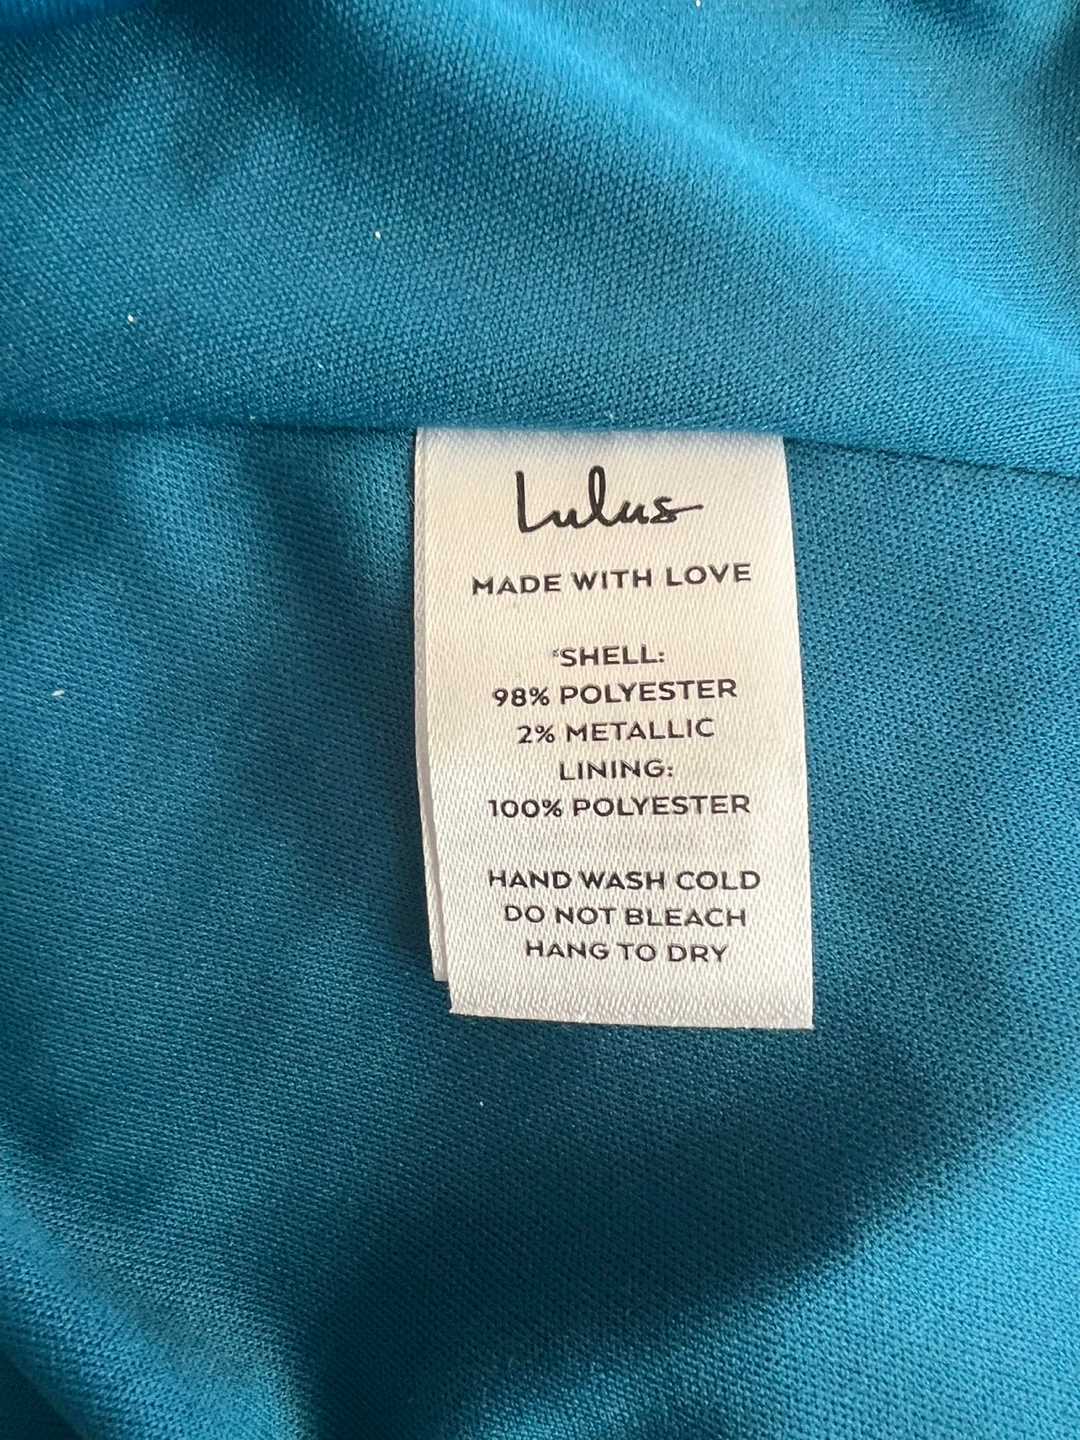 Lulus
MADE WITH LOVE
*SHELL:
98% POLYESTER
2% METALLIC
LINING:
100% POLYESTER
HAND WASH COLD
DO NOT BLEACH
HANG TO DRY